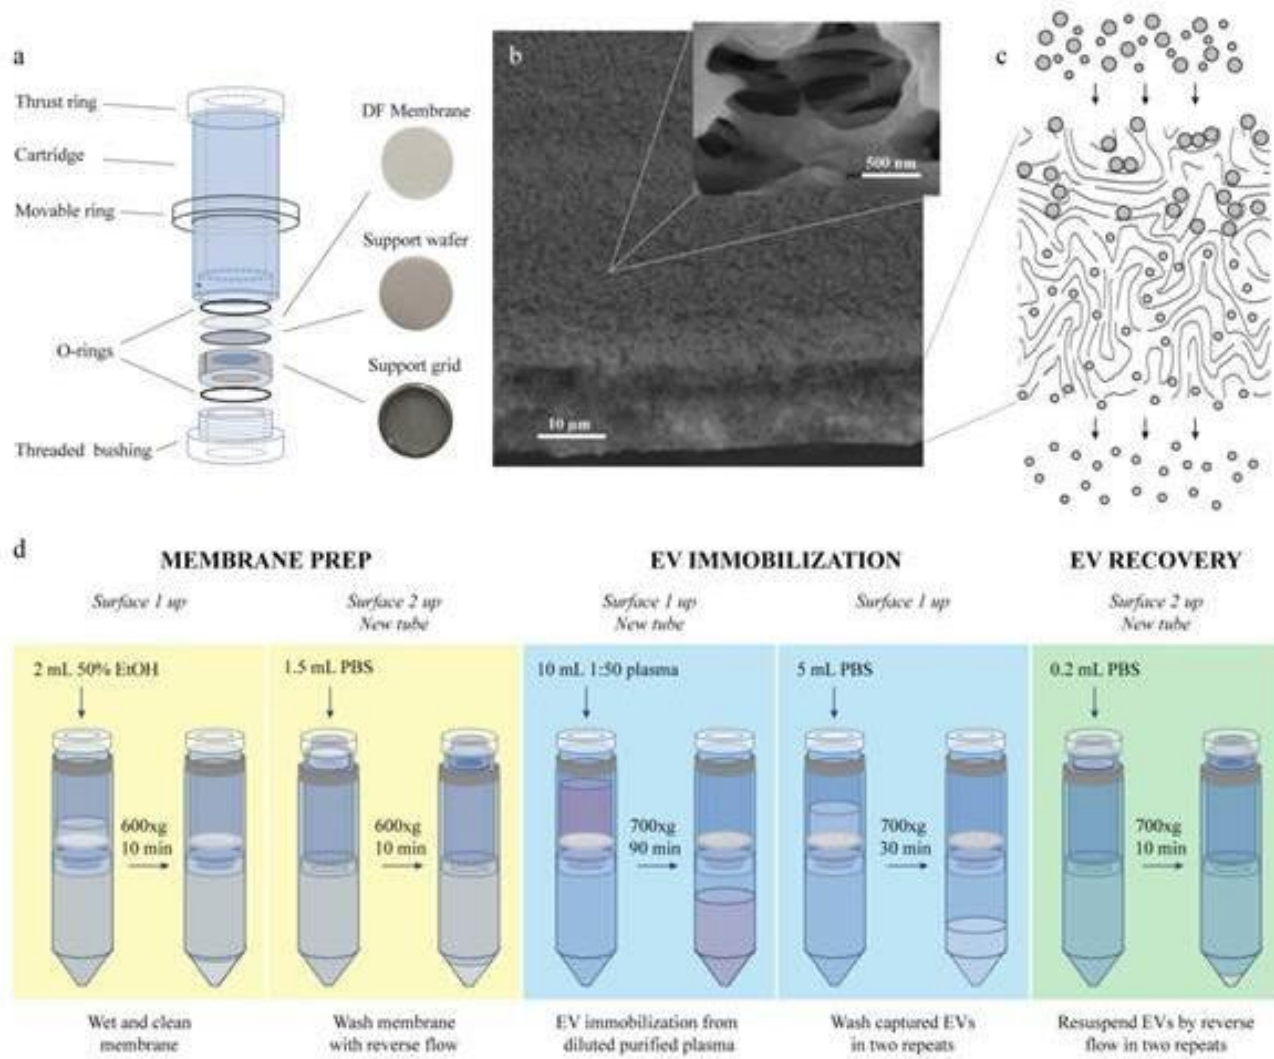 a
Thrust ring
Cartridge
Movable ring
O-rings
Threaded bushing
DF Membrane
Support wafer
Support grid
b
500 nm
10 µm
c
d
MEMBRANE PREP
EV IMMOBILIZATION
EV RECOVERY
Surface 1 up
Surface 2 up
New tube
Surface 1 up
New tube
Surface 1 up
Surface 2 up
New tube
2 mL 50% EtOH
1.5 mL PBS
10 mL 1:50 plasma
5 mL PBS
0.2 mL PBS
600xg
10 min
600xg
10 min
700xg
90 min
700xg
30 min
700xg
10 min
Wet and clean
membrane
Wash membrane
with reverse flow
EV immobilization from
diluted purified plasma
Wash captured EVs
in two repeats
Resuspend EVs by reverse
flow in two repeats